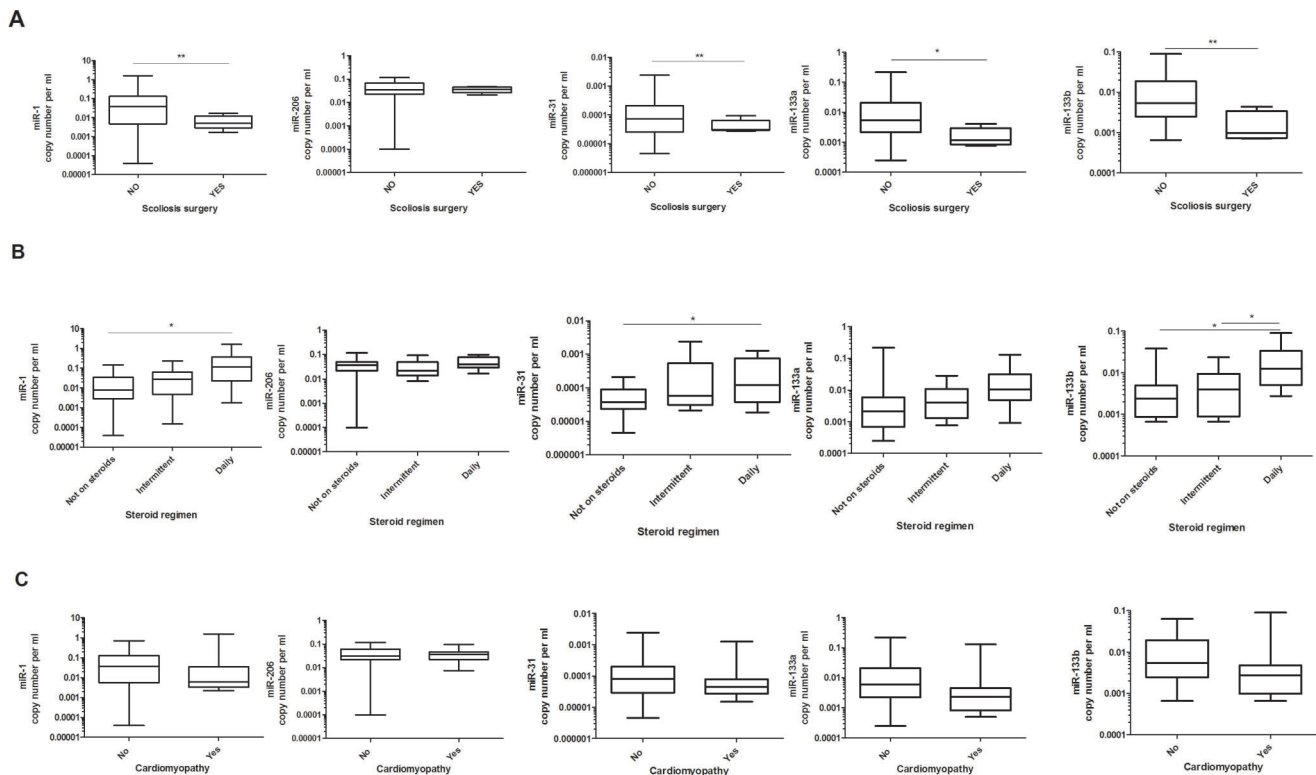 A
miR-1
copy number per ml
10
1
0.1
0.01
0.001
0.0001
0.00001
**
NO
YES
Scoliosis surgery
miR-206
copy number per ml
1
0.1
0.01
0.001
0.0001
0.00001
NO
YES
Scoliosis surgery
miR-31
copy number per ml
0.01
0.001
0.0001
0.00001
0.000001
**
NO
YES
Scoliosis surgery
miR-133a
copy number per ml
1
0.1
0.01
0.001
0.0001
*
NO
YES
Scoliosis surgery
miR-133b
copy number per ml
0.1
0.01
0.001
0.0001
**
NO
YES
Scoliosis surgery
B
miR-1
copy number per ml
10
1
0.1
0.01
0.001
0.0001
0.00001
*
Not on steroids
Intermittent
Daily
Steroid regimen
miR-206
copy number per ml
1
0.1
0.01
0.001
0.0001
0.00001
Not on steroids
Intermittent
Daily
Steroid regimen
miR-31
copy number per ml
0.01
0.001
0.0001
0.00001
0.000001
*
Not on steroids
Intermittent
Daily
Steroid regimen
miR-133a
copy number per ml
1
0.1
0.01
0.001
0.0001
Not on steroids
Intermittent
Daily
Steroid regimen
miR-133b
copy number per ml
0.1
0.01
0.001
0.0001
*
*
Not on steroids
Intermittent
Daily
Steroid regimen
C
miR-1
copy number per ml
10
1
0.1
0.01
0.001
0.0001
0.00001
No
Yes
Cardiomyopathy
miR-206
copy number per ml
1
0.1
0.01
0.001
0.0001
0.00001
No
Yes
Cardiomyopathy
miR-31
copy number per ml
0.01
0.001
0.0001
0.00001
0.000001
No
Yes
Cardiomyopathy
miR-133a
copy number per ml
1
0.1
0.01
0.001
0.0001
No
Yes
Cardiomyopathy
miR-133b
copy number per ml
0.1
0.01
0.001
0.0001
No
Yes
Cardiomyopathy